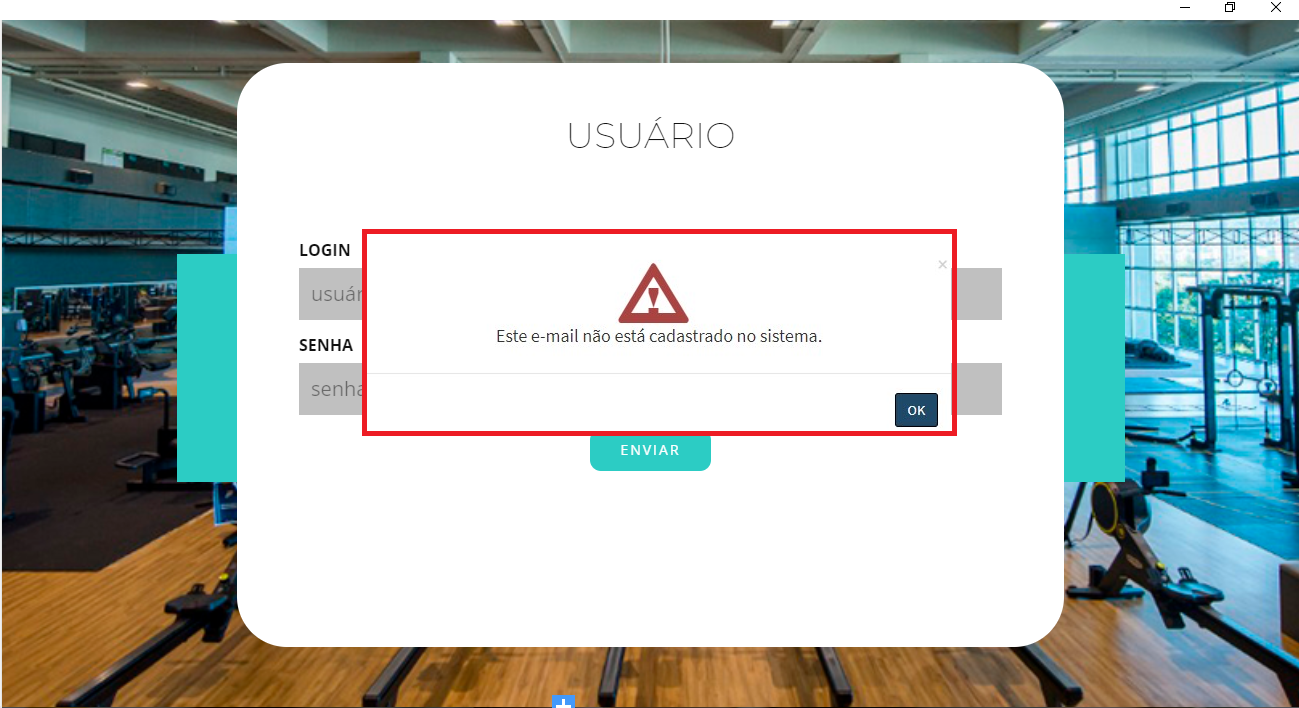 USUÁRIO
LOGIN
usuár
Este e-mail não está cadastrado no sistema.
SENHA
senha
OK
ENVIAR